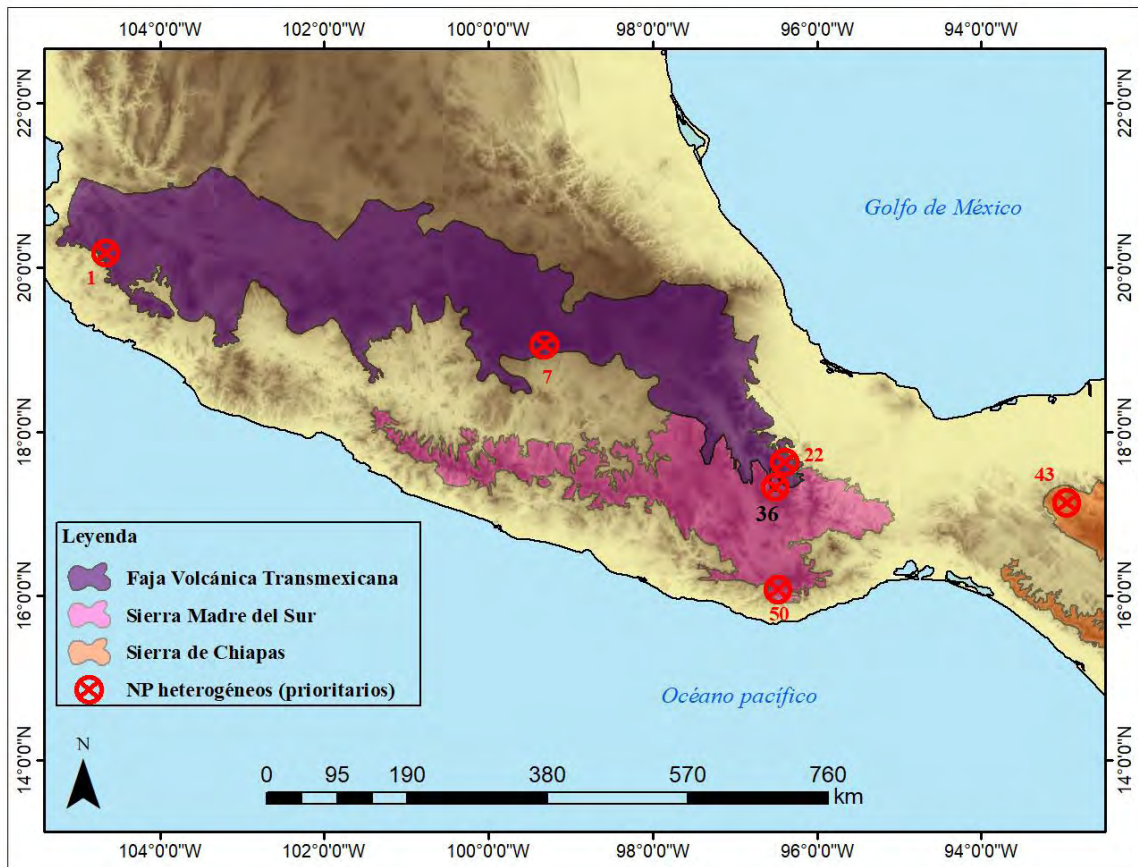 104°0'0"W 102°0'0"W 100°0'0"W 98°0'0"W 96°0'0"W 94°0'0"W
22°0'0"N 22°0'0"N
Golfo de México
20°0'0"N 20°0'0"N
1
7
18°0'0"N 18°0'0"N
22
43
36
Leyenda
Faja Volcánica Transmexicana
16°0'0"N 16°0'0"N
50
Sierra Madre del Sur
Sierra de Chiapas
NP heterogéneos (prioritarios)
Océano pacífico
N
14°0'0"N 14°0'0"N
0 95 190 380 570 760
km
104°0'0"W 102°0'0"W 100°0'0"W 98°0'0"W 96°0'0"W 94°0'0"W